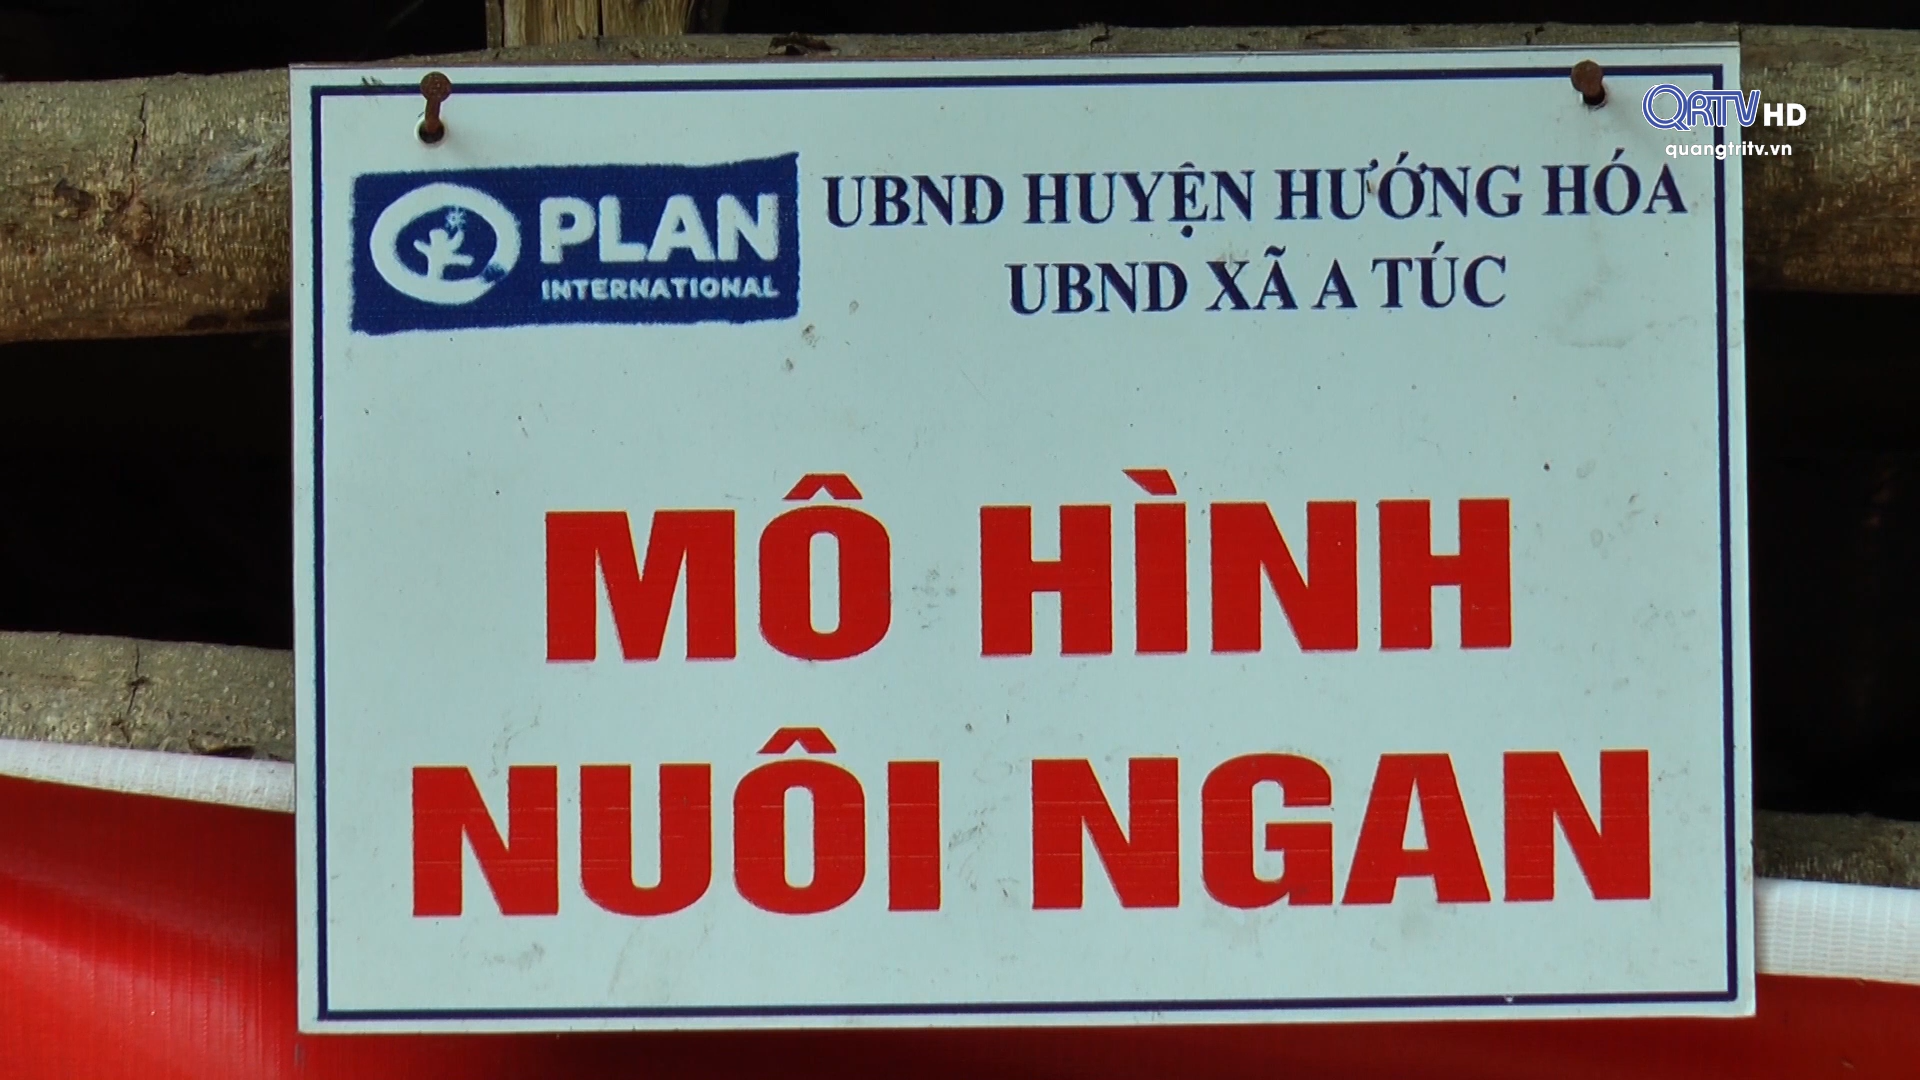 QRTV HD
quangtritv.vn
PLAN
INTERNATIONAL
UBND HUYỆN HƯỚNG HÓA
UBND XÃ A TÚC
MÔ HÌNH
NUÔI NGAN